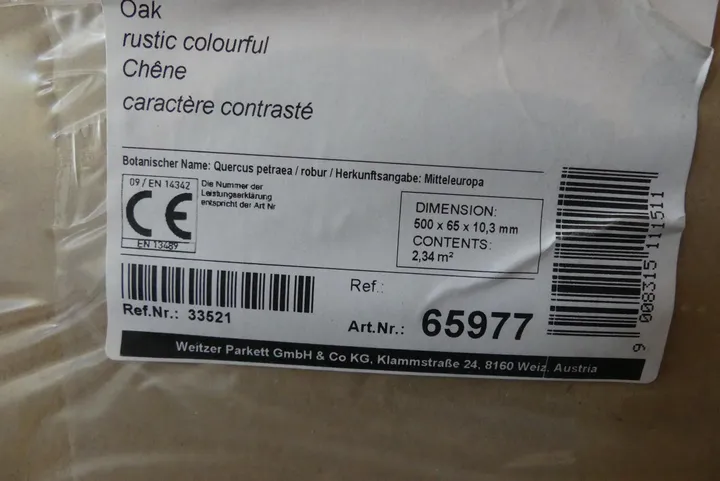 Oak
rustic colourful
Chêne
caractère contrasté
Botanischer Name: Quercus petraea / robur / Herkunftsangabe: Mitteleuropa
09 / EN 14342
CE
EN 13489
Die Nummer der
Leistungserklärung
entspricht der Art Nr
DIMENSION:
500 x 65 x 10,3 mm
CONTENTS:
2,34 m²
Ref.Nr.: 33521
Ref.:
Art.Nr.: 65977
9 008315 111511
Weitzer Parkett GmbH & Co KG, Klammstraße 24, 8160 Weiz, Austria